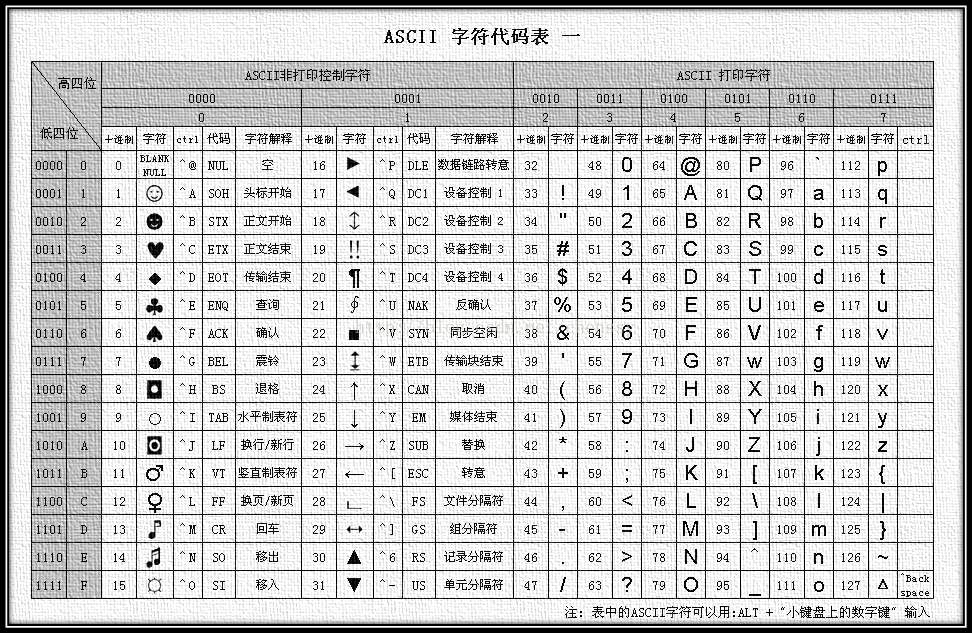 ASCII 字符代码表 一
高四位 ASCII非打印控制字符 ASCII 打印字符
0000 0001 0010 0011 0100 0101 0110 0111
0 1 2 3 4 5 6 7
低四位 十进制 字符 ctrl 代码 字符解释 十进制 字符 ctrl 代码 字符解释 十进制 字符 十进制 字符 十进制 字符 十进制 字符 十进制 字符 十进制 字符 ctrl
0000 0 0 BLANK NULL ^@ NUL 空 16 ► ^P DLE 数据链路转意 32 48 0 64 @ 80 P 96 ` 112 p
0001 1 1 ☺ ^A SOH 头标开始 17 ◄ ^Q DC1 设备控制 1 33 ! 49 1 65 A 81 Q 97 a 113 q
0010 2 2 ☻ ^B STX 正文开始 18 ↕ ^R DC2 设备控制 2 34 " 50 2 66 B 82 R 98 b 114 r
0011 3 3 ♥ ^C ETX 正文结束 19 ‼ ^S DC3 设备控制 3 35 # 51 3 67 C 83 S 99 c 115 s
0100 4 4 ◆ ^D EOT 传输结束 20 ¶ ^T DC4 设备控制 4 36 $ 52 4 68 D 84 T 100 d 116 t
0101 5 5 ♣ ^E ENQ 查询 21 ∮ ^U NAK 反确认 37 % 53 5 69 E 85 U 101 e 117 u
0110 6 6 ♠ ^F ACK 确认 22 ■ ^V SYN 同步空闲 38 & 54 6 70 F 86 V 102 f 118 v
0111 7 7 ● ^G BEL 震铃 23 ↨ ^W ETB 传输块结束 39 ' 55 7 71 G 87 w 103 g 119 w
1000 8 8 ◘ ^H BS 退格 24 ↑ ^X CAN 取消 40 ( 56 8 72 H 88 X 104 h 120 x
1001 9 9 ○ ^I TAB 水平制表符 25 ↓ ^Y EM 媒体结束 41 ) 57 9 73 I 89 Y 105 i 121 y
1010 A 10 ◙ ^J LF 换行/新行 26 → ^Z SUB 替换 42 * 58 : 74 J 90 Z 106 j 122 z
1011 B 11 ♂ ^K VT 竖直制表符 27 ← ^[ ESC 转意 43 + 59 ; 75 K 91 [ 107 k 123 {
1100 C 12 ♀ ^L FF 换页/新页 28 ∟ ^\ FS 文件分隔符 44 , 60 < 76 L 92 \ 108 l 124 |
1101 D 13 ♪ ^M CR 回车 29 ↔ ^] GS 组分隔符 45 - 61 = 77 M 93 ] 109 m 125 }
1110 E 14 ♫ ^N SO 移出 30 ▲ ^6 RS 记录分隔符 46 . 62 > 78 N 94 ^ 110 n 126 ~
1111 F 15 ☼ ^O SI 移入 31 ▼ ^- US 单元分隔符 47 / 63 ? 79 O 95 _ 111 o 127 Δ ^Back space
注: 表中的ASCII字符可以用:ALT + "小键盘上的数字键" 输入